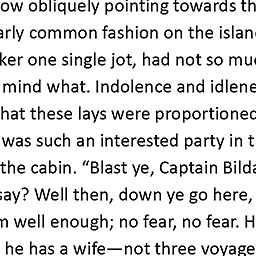 ow obliquely pointing towards th
arly common fashion on the islan
ker one single jot, had not so mu
mind what. Indolence and idlene
hat these lays were proportioned
was such an interested party in t
the cabin. “Blast ye, Captain Bilda
say? Well then, down ye go here,
m well enough; no fear, no fear. H
he has a wife—not three voyage